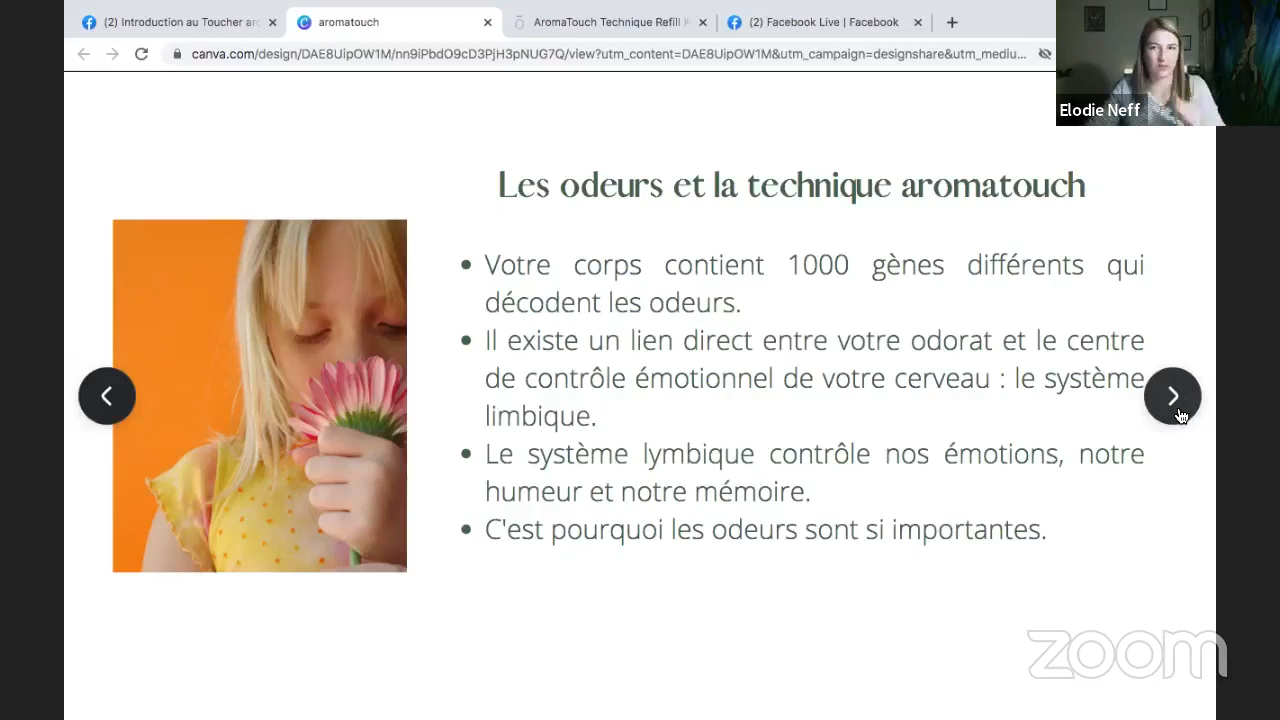 (2) Introduction au Toucher aro
aromatouch
AromaTouch Technique Refill K
(2) Facebook Live | Facebook
canva.com/design/DAE8UipOW1M/nn9iPbdO9cD3PjH3pNUG7Q/view?utm_content=DAE8UipOW1M&utm_campaign=designshare&utm_mediu...
Elodie Neff
Les odeurs et la technique aromatouch
• Votre corps contient 1000 gènes différents qui
décodent les odeurs.
• Il existe un lien direct entre votre odorat et le centre
de contrôle émotionnel de votre cerveau : le système
limbique.
• Le système lymbique contrôle nos émotions, notre
humeur et notre mémoire.
• C'est pourquoi les odeurs sont si importantes.
zoom